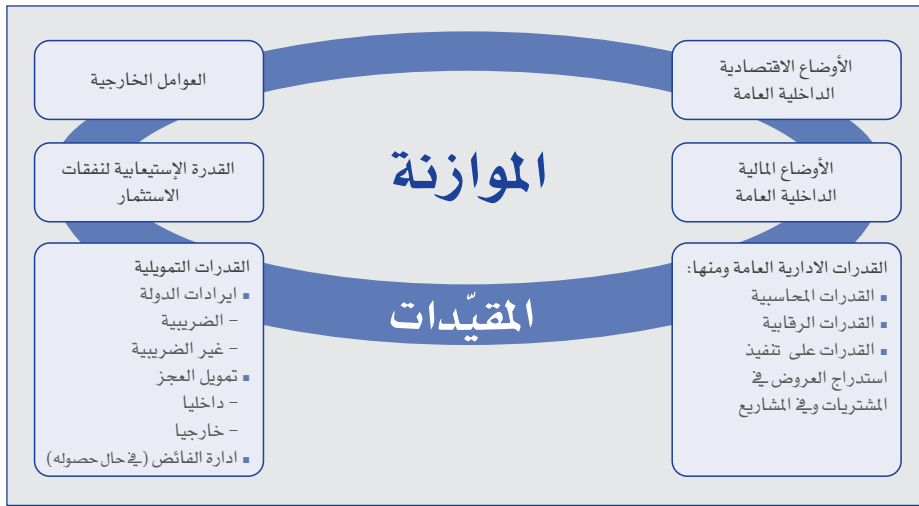 الأوضاع الاقتصادية
الداخلية العامة
العوامل الخارجية
الموازنة
الأوضاع المالية
الداخلية العامة
القدرة الإستيعابية لنفقات
الاستثمار
المقيّدات
القدرات الادارية العامة ومنها:
▪ القدرات المحاسبية
▪ القدرات الرقابية
▪ القدرات على تنفيذ
استدراج العروض في
المشتريات وفي المشاريع
القدرات التمويلية
▪ ايرادات الدولة
– الضريبية
– غير الضريبية
▪ تمويل العجز
– داخليا
– خارجيا
▪ ادارة الفائض (في حال حصوله)